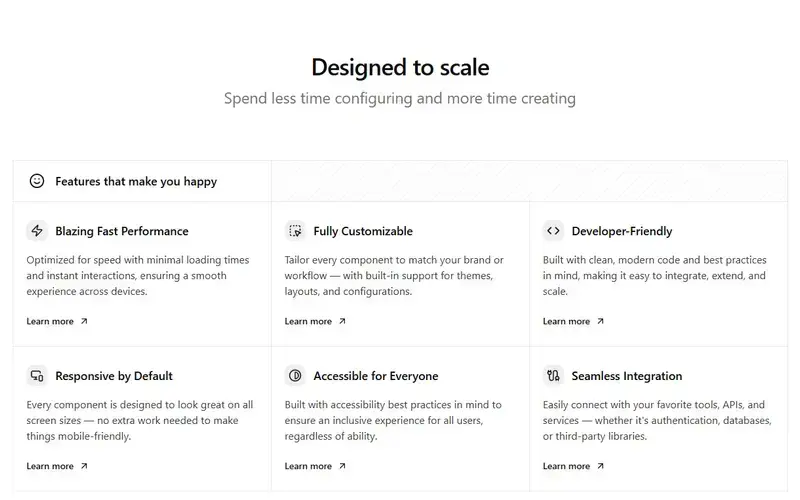 Designed to scale
Spend less time configuring and more time creating
Features that make you happy
Blazing Fast Performance
Optimized for speed with minimal loading times
and instant interactions, ensuring a smooth
experience across devices.
Learn more
Fully Customizable
Tailor every component to match your brand or
workflow — with built-in support for themes,
layouts, and configurations.
Learn more
Developer-Friendly
Built with clean, modern code and best practices
in mind, making it easy to integrate, extend, and
scale.
Learn more
Responsive by Default
Every component is designed to look great on all
screen sizes — no extra work needed to make
things mobile-friendly.
Learn more
Accessible for Everyone
Built with accessibility best practices in mind to
ensure an inclusive experience for all users,
regardless of ability.
Learn more
Seamless Integration
Easily connect with your favorite tools, APIs, and
services — whether it's authentication, databases,
or third-party libraries.
Learn more